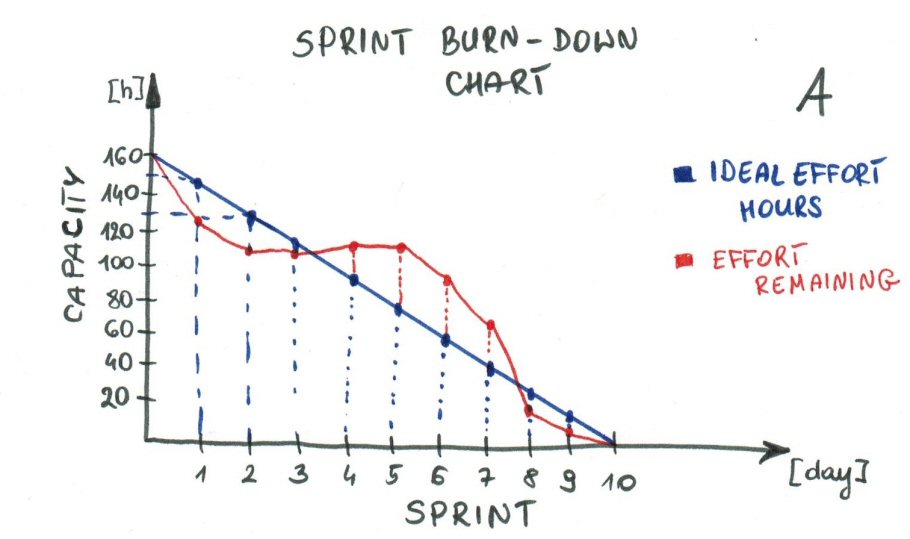 SPRINT BURN-DOWN
CHART
A
[h]
160
140
120
100
80
60
40
20
CAPACITY
IDEAL EFFORT
HOURS
EFFORT
REMAINING
1 2 3 4 5 6 7 8 9 10
[day]
SPRINT